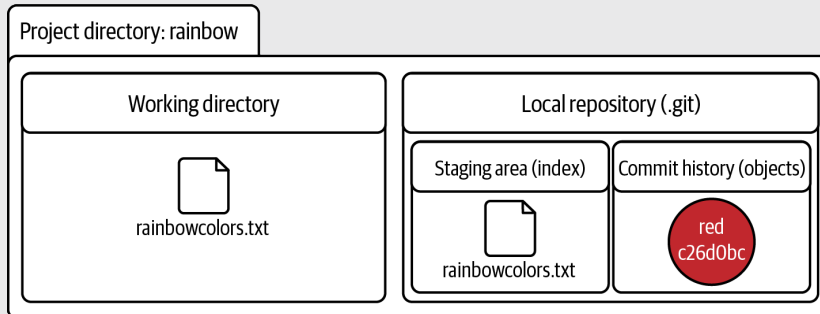 Project directory: rainbow
Working directory
rainbowcolors.txt
Local repository (.git)
Staging area (index)
rainbowcolors.txt
Commit history (objects)
red
c26d0bc